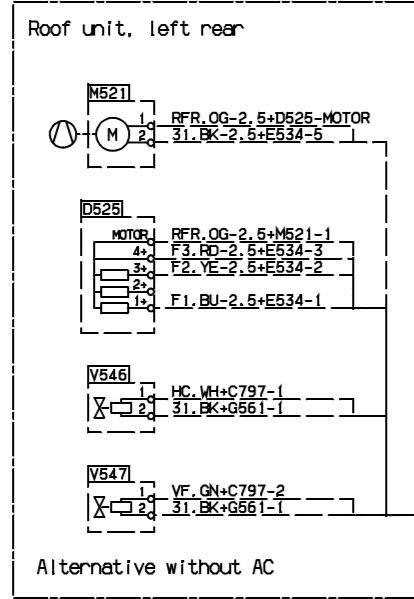 Roof unit, left rear
M521
1 RFR.OG-2.5+D525-MOTOR
M
2 31.BK-2.5+E534-5
D525
MOTOR RFR.OG-2.5+M521-1
4+ F3.RD-2.5+E534-3
3+ F2.YE-2.5+E534-2
2+
1+ F1.BU-2.5+E534-1
V546
1 HC.WH+C797-1
2 31.BK+G561-1
V547
1 VF.GN+C797-2
2 31.BK+G561-1
Alternative without AC